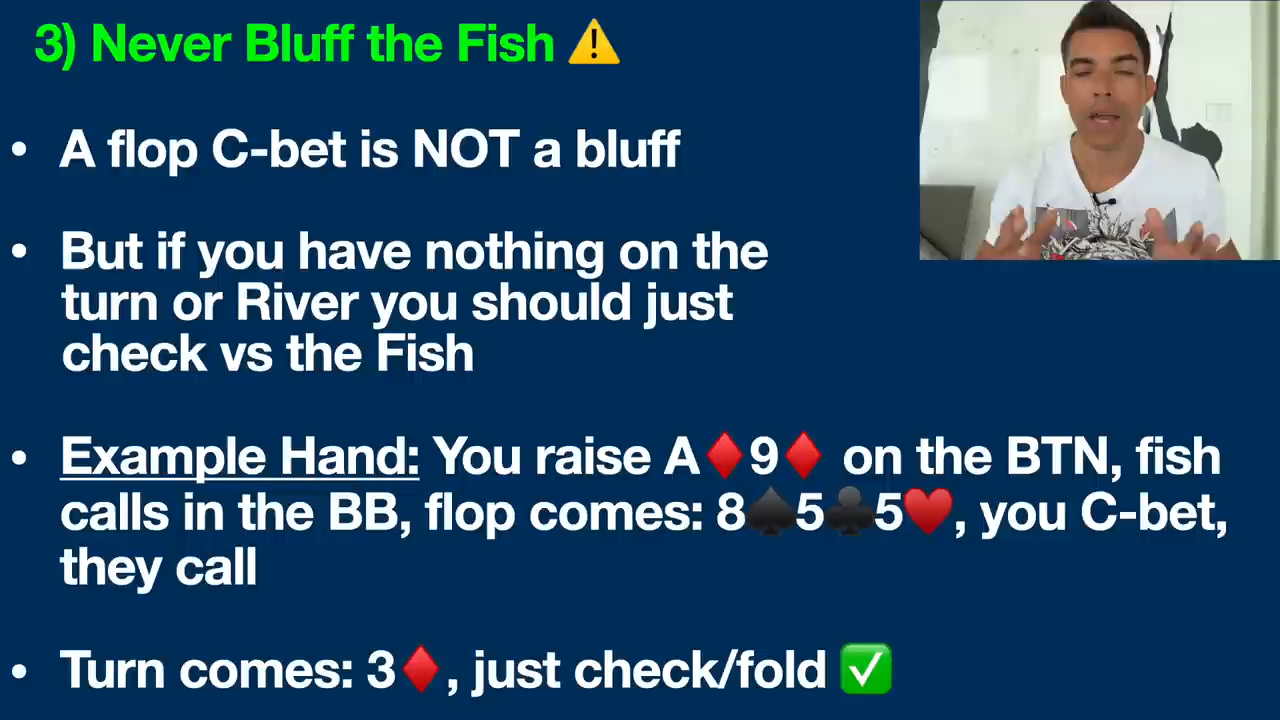 3) Never Bluff the Fish ⚠️
• A flop C-bet is NOT a bluff
• But if you have nothing on the
turn or River you should just
check vs the Fish
• Example Hand: You raise A♦️9♦️ on the BTN, fish
calls in the BB, flop comes: 8♠️5♣️5♥️, you C-bet,
they call
• Turn comes: 3♦️, just check/fold ✅